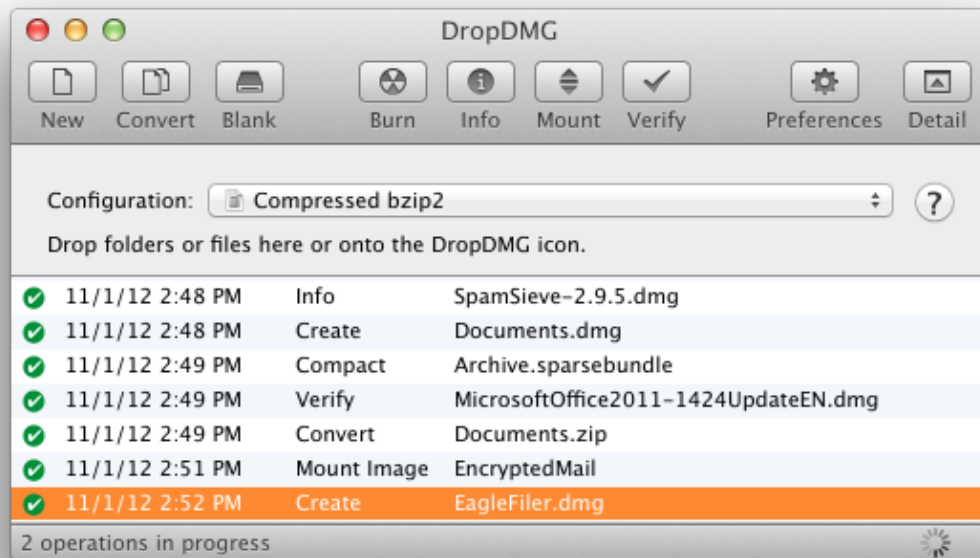 DropDMG
New Convert Blank Burn Info Mount Verify Preferences Detail
Configuration: Compressed bzip2 ?
Drop folders or files here or onto the DropDMG icon.
11/1/12 2:48 PM Info SpamSieve-2.9.5.dmg
11/1/12 2:48 PM Create Documents.dmg
11/1/12 2:49 PM Compact Archive.sparsebundle
11/1/12 2:49 PM Verify MicrosoftOffice2011-1424UpdateEN.dmg
11/1/12 2:49 PM Convert Documents.zip
11/1/12 2:51 PM Mount Image EncryptedMail
11/1/12 2:52 PM Create EagleFiler.dmg
2 operations in progress